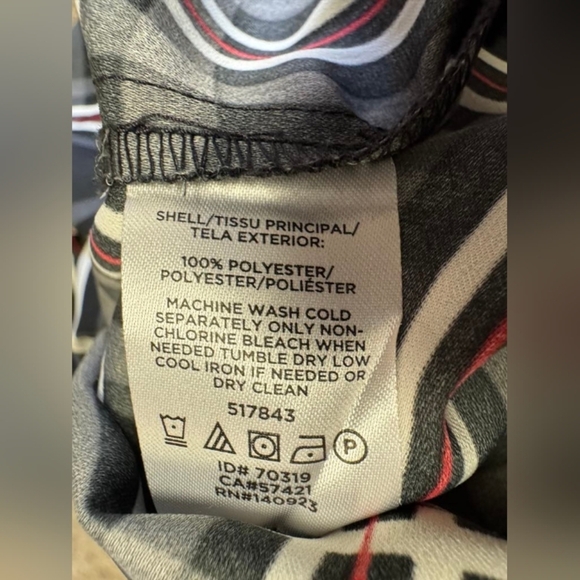 SHELL/TISSU PRINCIPAL/
TELA EXTERIOR:
100% POLYESTER/
POLYESTER/POLIÉSTER
MACHINE WASH COLD
SEPARATELY ONLY NON-
CHLORINE BLEACH WHEN
NEEDED TUMBLE DRY LOW
COOL IRON IF NEEDED OR
DRY CLEAN
517843
P
ID# 70319
CA#57421
RN#140923